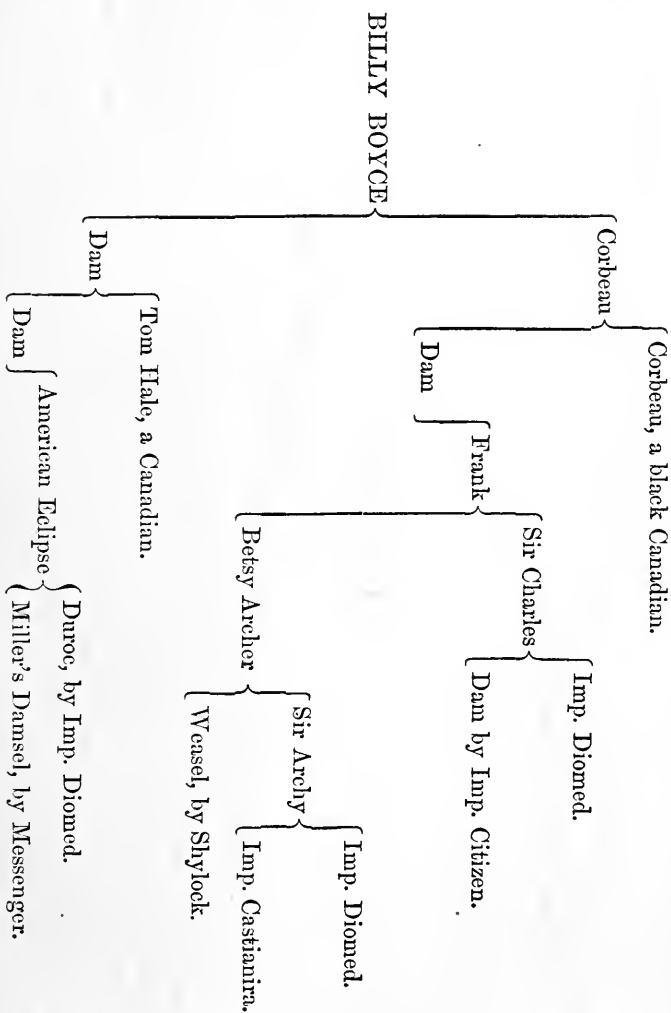 BILLY BOYCE
Corbeau
Corbeau, a black Canadian.
Dam
Frank
Sir Charles
Imp. Diomed.
Dam by Imp. Citizen.
Betsy Archer
Sir Archy
Imp. Diomed.
Imp. Castianira.
Weasel, by Shylock.
Dam
Tom Hale, a Canadian.
Dam
American Eclipse
Duroc, by Imp. Diomed.
Miller's Damsel, by Messenger.